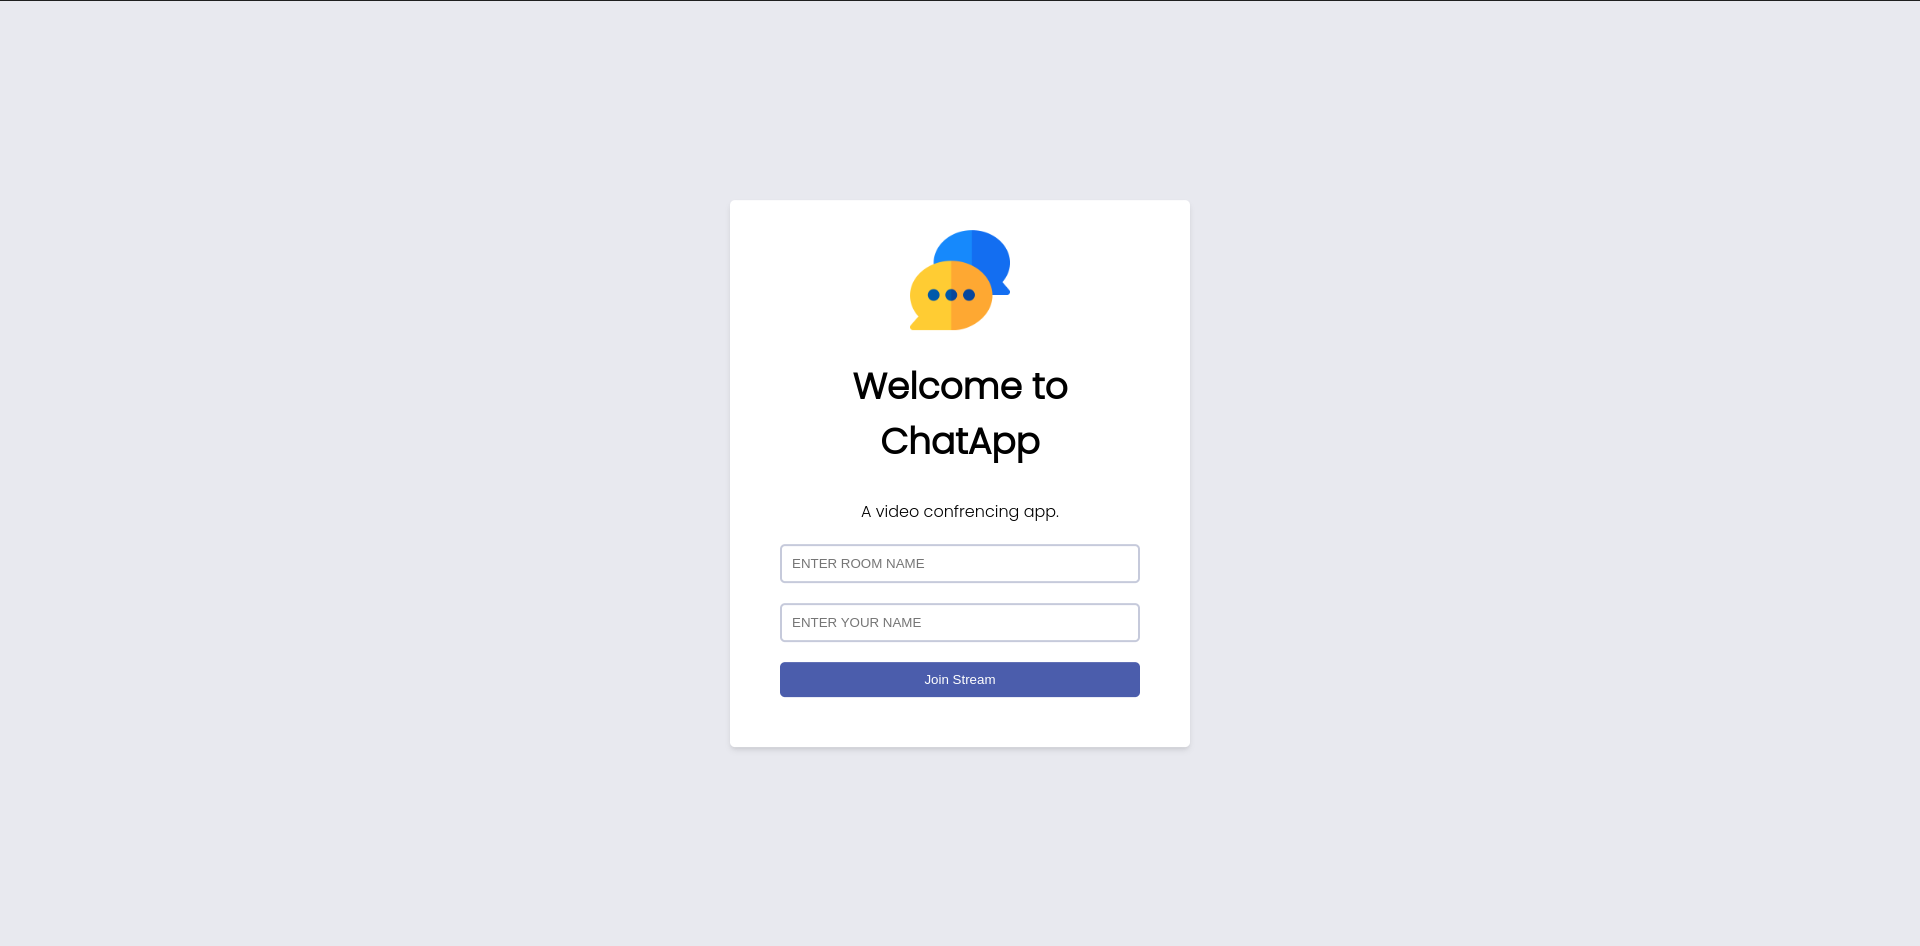 Welcome to
ChatApp
A video confrencing app.
ENTER ROOM NAME
ENTER YOUR NAME
Join Stream